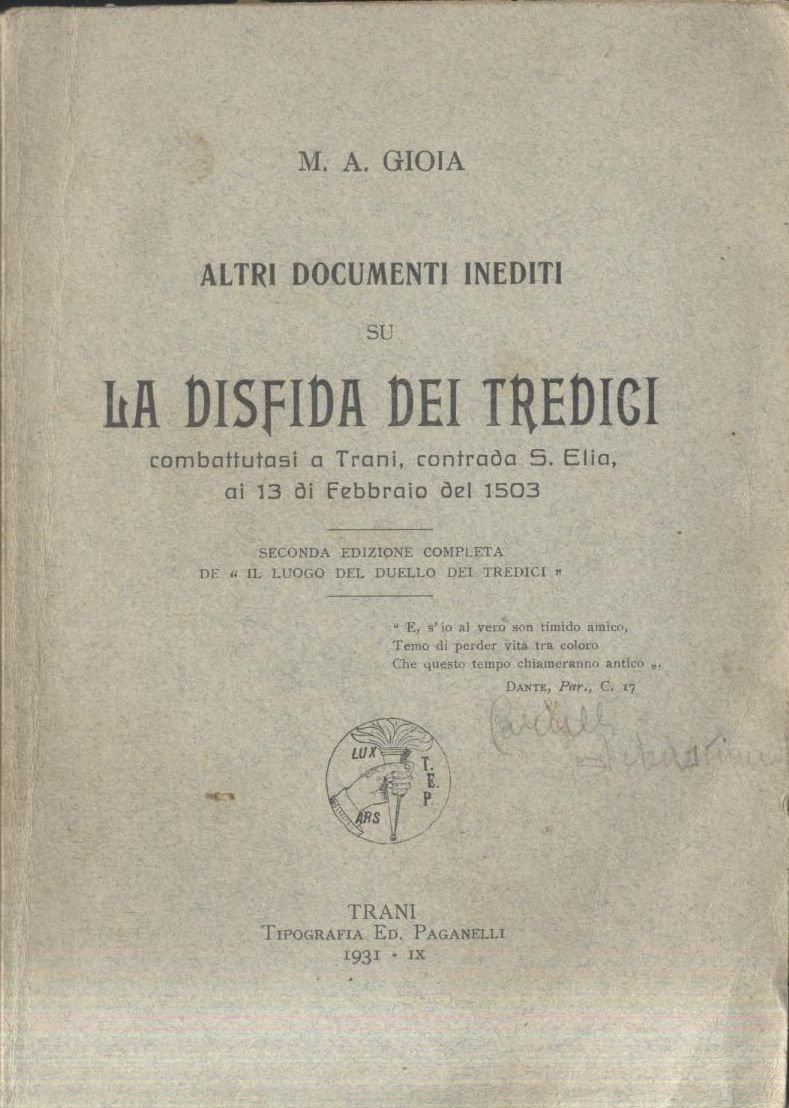 M. A. GIOIA
ALTRI DOCUMENTI INEDITI
SU
LA DISFIDA DEI TREDICI
combattutasi a Trani, contrada S. Elia,
ai 13 di Febbraio del 1503
SECONDA EDIZIONE COMPLETA
DE “ IL LUOGO DEL DUELLO DEI TREDICI ”
“ E, s’ io al vero son timido amico,
Temo di perder vita tra coloro
Che questo tempo chiameranno antico „.
DANTE, Par., C. 17
LUX
T.
E.
P.
ARS
TRANI
TIPOGRAFIA ED. PAGANELLI
1931 - IX